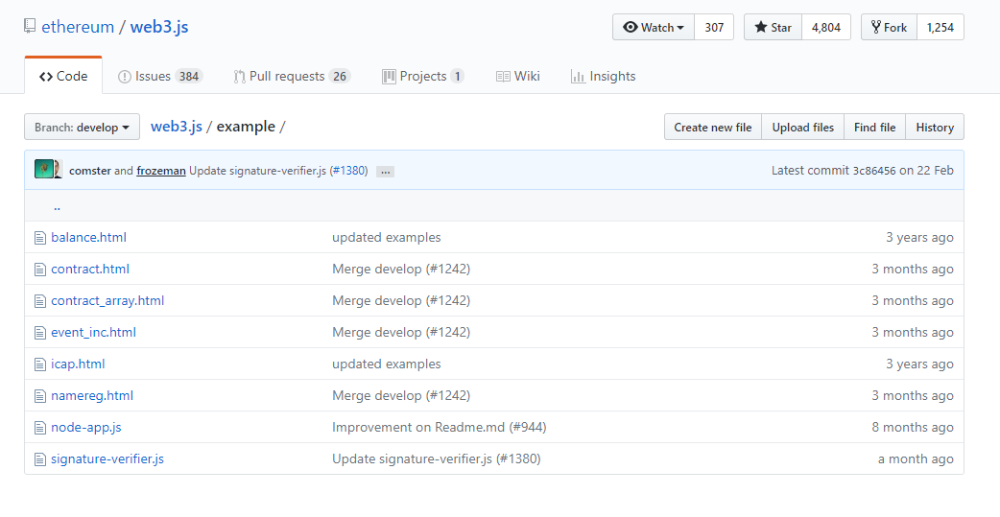 ethereum / web3.js Watch 307 Star 4,804 Fork 1,254
Code Issues 384 Pull requests 26 Projects 1 Wiki Insights
Branch: develop web3.js / example / Create new file Upload files Find file History
comster and frozeman Update signature-verifier.js (#1380) ... Latest commit 3c86456 on 22 Feb
..
balance.html updated examples 3 years ago
contract.html Merge develop (#1242) 3 months ago
contract_array.html Merge develop (#1242) 3 months ago
event_inc.html Merge develop (#1242) 3 months ago
icap.html updated examples 3 years ago
namereg.html Merge develop (#1242) 3 months ago
node-app.js Improvement on Readme.md (#944) 8 months ago
signature-verifier.js Update signature-verifier.js (#1380) a month ago